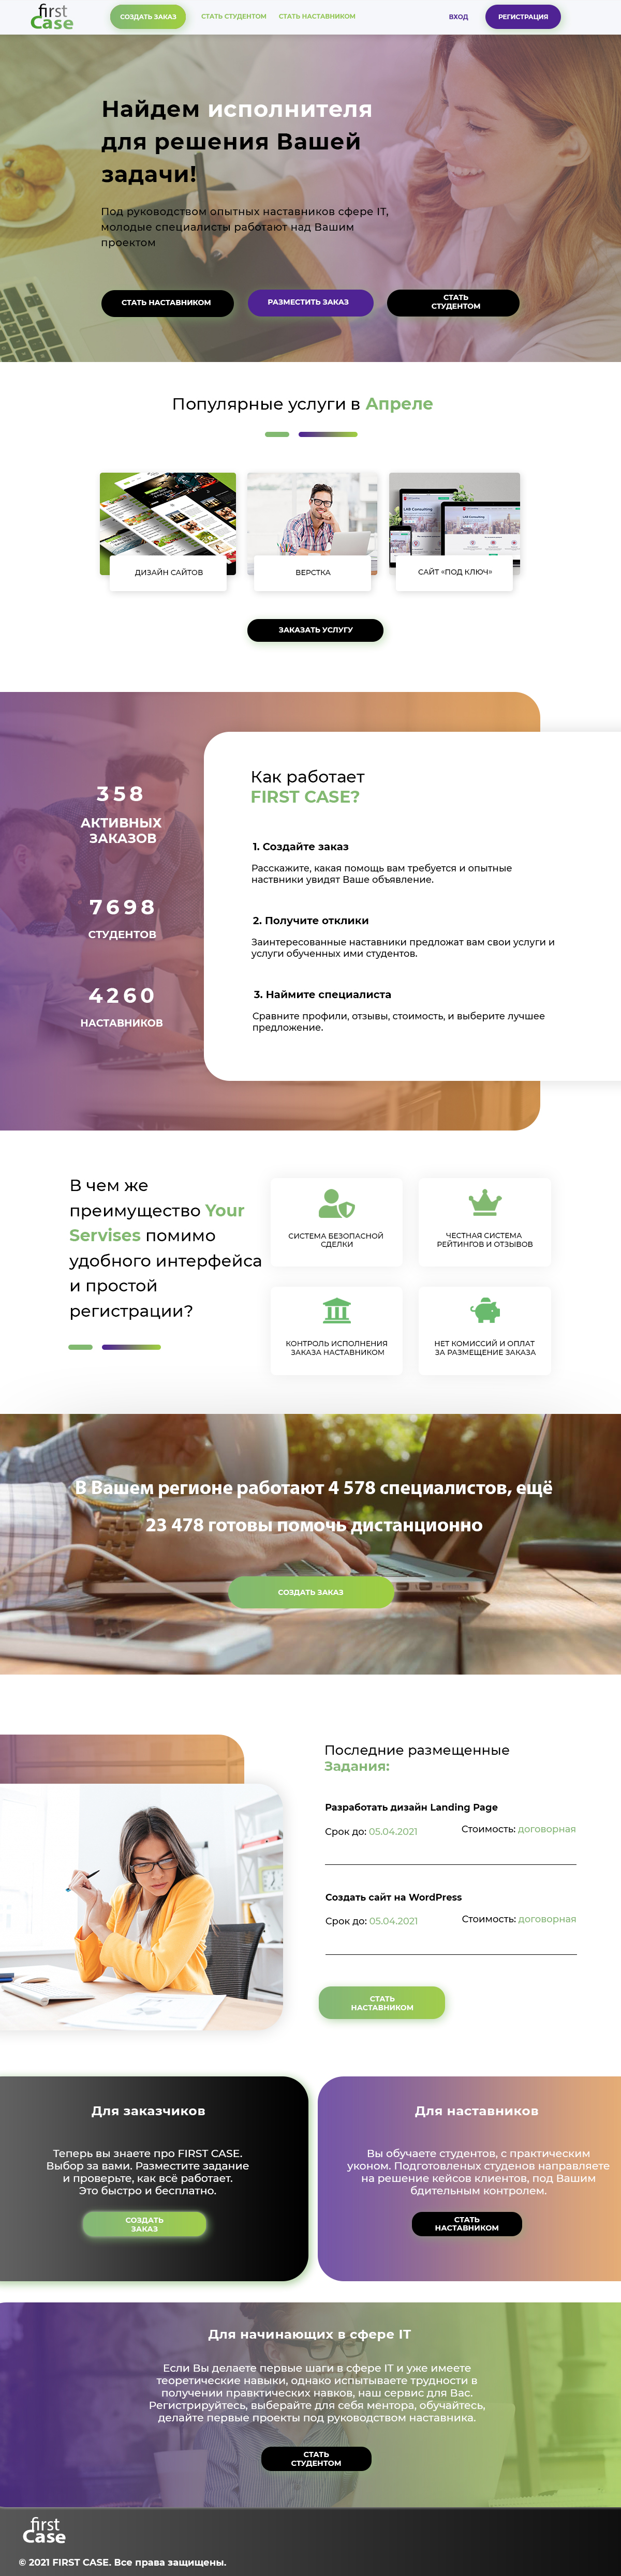 first
Case
СОЗДАТЬ ЗАКАЗ
СТАТЬ СТУДЕНТОМ
СТАТЬ НАСТАВНИКОМ
ВХОД
РЕГИСТРАЦИЯ
Найдем исполнителя
для решения Вашей
задачи!
Под руководством опытных наставников сфере IT,
молодые специалисты работают над Вашим
проектом
СТАТЬ НАСТАВНИКОМ
РАЗМЕСТИТЬ ЗАКАЗ
СТАТЬ
СТУДЕНТОМ
Популярные услуги в Апреле
ДИЗАЙН САЙТОВ
ВЕРСТКА
САЙТ «ПОД КЛЮЧ»
ЗАКАЗАТЬ УСЛУГУ
358
АКТИВНЫХ
ЗАКАЗОВ
7698
СТУДЕНТОВ
4260
НАСТАВНИКОВ
Как работает
FIRST CASE?
1. Создайте заказ
Расскажите, какая помощь вам требуется и опытные
наствники увидят Ваше объявление.
2. Получите отклики
Заинтересованные наставники предложат вам свои услуги и
услуги обученных ими студентов.
3. Наймите специалиста
Сравните профили, отзывы, стоимость, и выберите лучшее
предложение.
В чем же
преимущество Your
Servises помимо
удобного интерфейса
и простой
регистрации?
СИСТЕМА БЕЗОПАСНОЙ
СДЕЛКИ
ЧЕСТНАЯ СИСТЕМА
РЕЙТИНГОВ И ОТЗЫВОВ
КОНТРОЛЬ ИСПОЛНЕНИЯ
ЗАКАЗА НАСТАВНИКОМ
НЕТ КОМИССИЙ И ОПЛАТ
ЗА РАЗМЕЩЕНИЕ ЗАКАЗА
В Вашем регионе работают 4 578 специалистов, ещё
23 478 готовы помочь дистанционно
СОЗДАТЬ ЗАКАЗ
Последние размещенные
Задания:
Разработать дизайн Landing Page
Срок до: 05.04.2021
Стоимость: договорная
Создать сайт на WordPress
Срок до: 05.04.2021
Стоимость: договорная
СТАТЬ
НАСТАВНИКОМ
Для заказчиков
Теперь вы знаете про FIRST CASE.
Выбор за вами. Разместите задание
и проверьте, как всё работает.
Это быстро и бесплатно.
СОЗДАТЬ
ЗАКАЗ
Для наставников
Вы обучаете студентов, с практическим
уконом. Подготовленых студенов направляете
на решение кейсов клиентов, под Вашим
бдительным контролем.
СТАТЬ
НАСТАВНИКОМ
Для начинающих в сфере IT
Если Вы делаете первые шаги в сфере IT и уже имеете
теоретические навыки, однако испытываете трудности в
получении правктических навков, наш сервис для Вас.
Регистрируйтесь, выберайте для себя ментора, обучайтесь,
делайте первые проекты под руководством наставника.
СТАТЬ
СТУДЕНТОМ
first
Case
© 2021 FIRST CASE. Все права защищены.